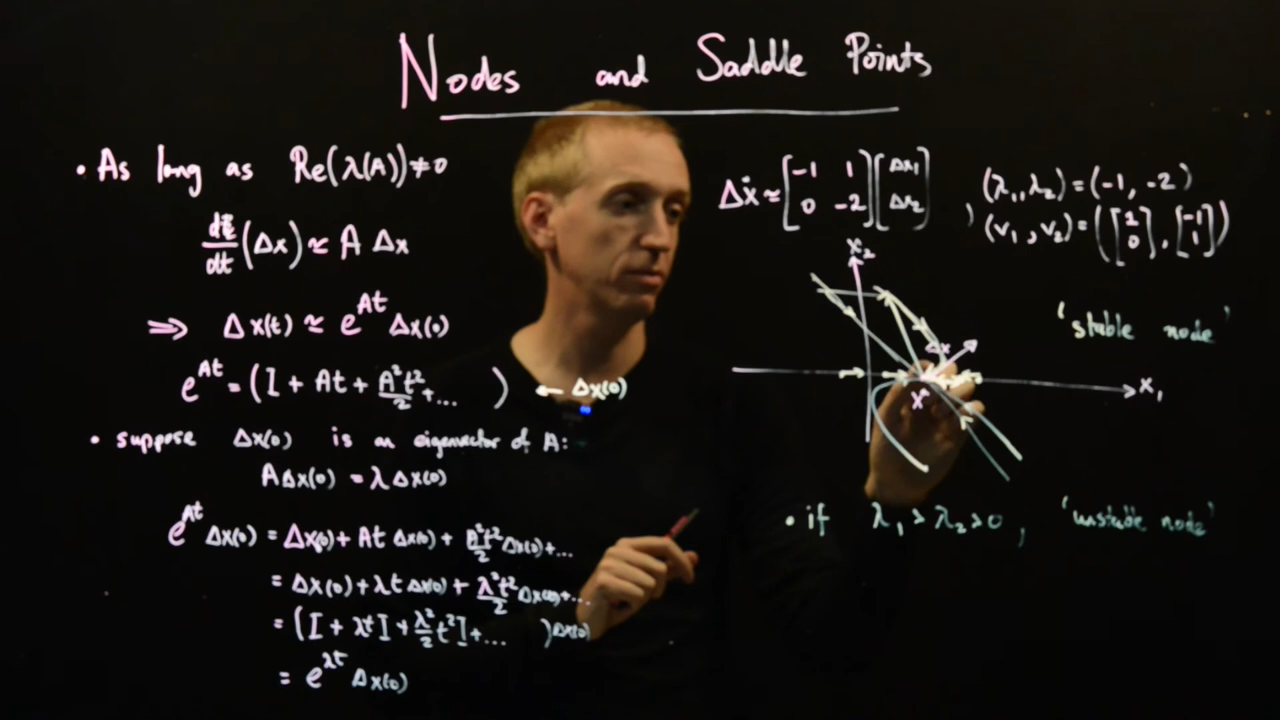 Nodes and Saddle Points
• As long as Re(λ(A))≠0
d/dt (Δx) ≈ A Δx
⇒ Δx(t) ≈ e^{At} Δx(0)
e^{At} = (I + At + A²t²/2 + ... ) ← Δx(0)
• suppose Δx(0) is an eigenvector of A:
AΔx(0) = λΔx(0)
e^{At} Δx(0) = Δx(0) + At Δx(0) + A²t²/2 Δx(0) + ...
= Δx(0) + λt Δx(0) + λ²t²/2 Δx(0) + ...
= (I + λt I + λ²/2 t² I + ... )Δx(0)
= e^{λt} Δx(0)
Δẋ ≈ [-1 1; 0 -2] [Δx₁; Δx₂] , (λ₁, λ₂) = (-1, -2)
(v₁, v₂) = ([1; 0], [-1; 1])
x₂
'stable node'
Δx
x₁
x*
• if λ₁ > λ₂ > 0 , 'unstable node'